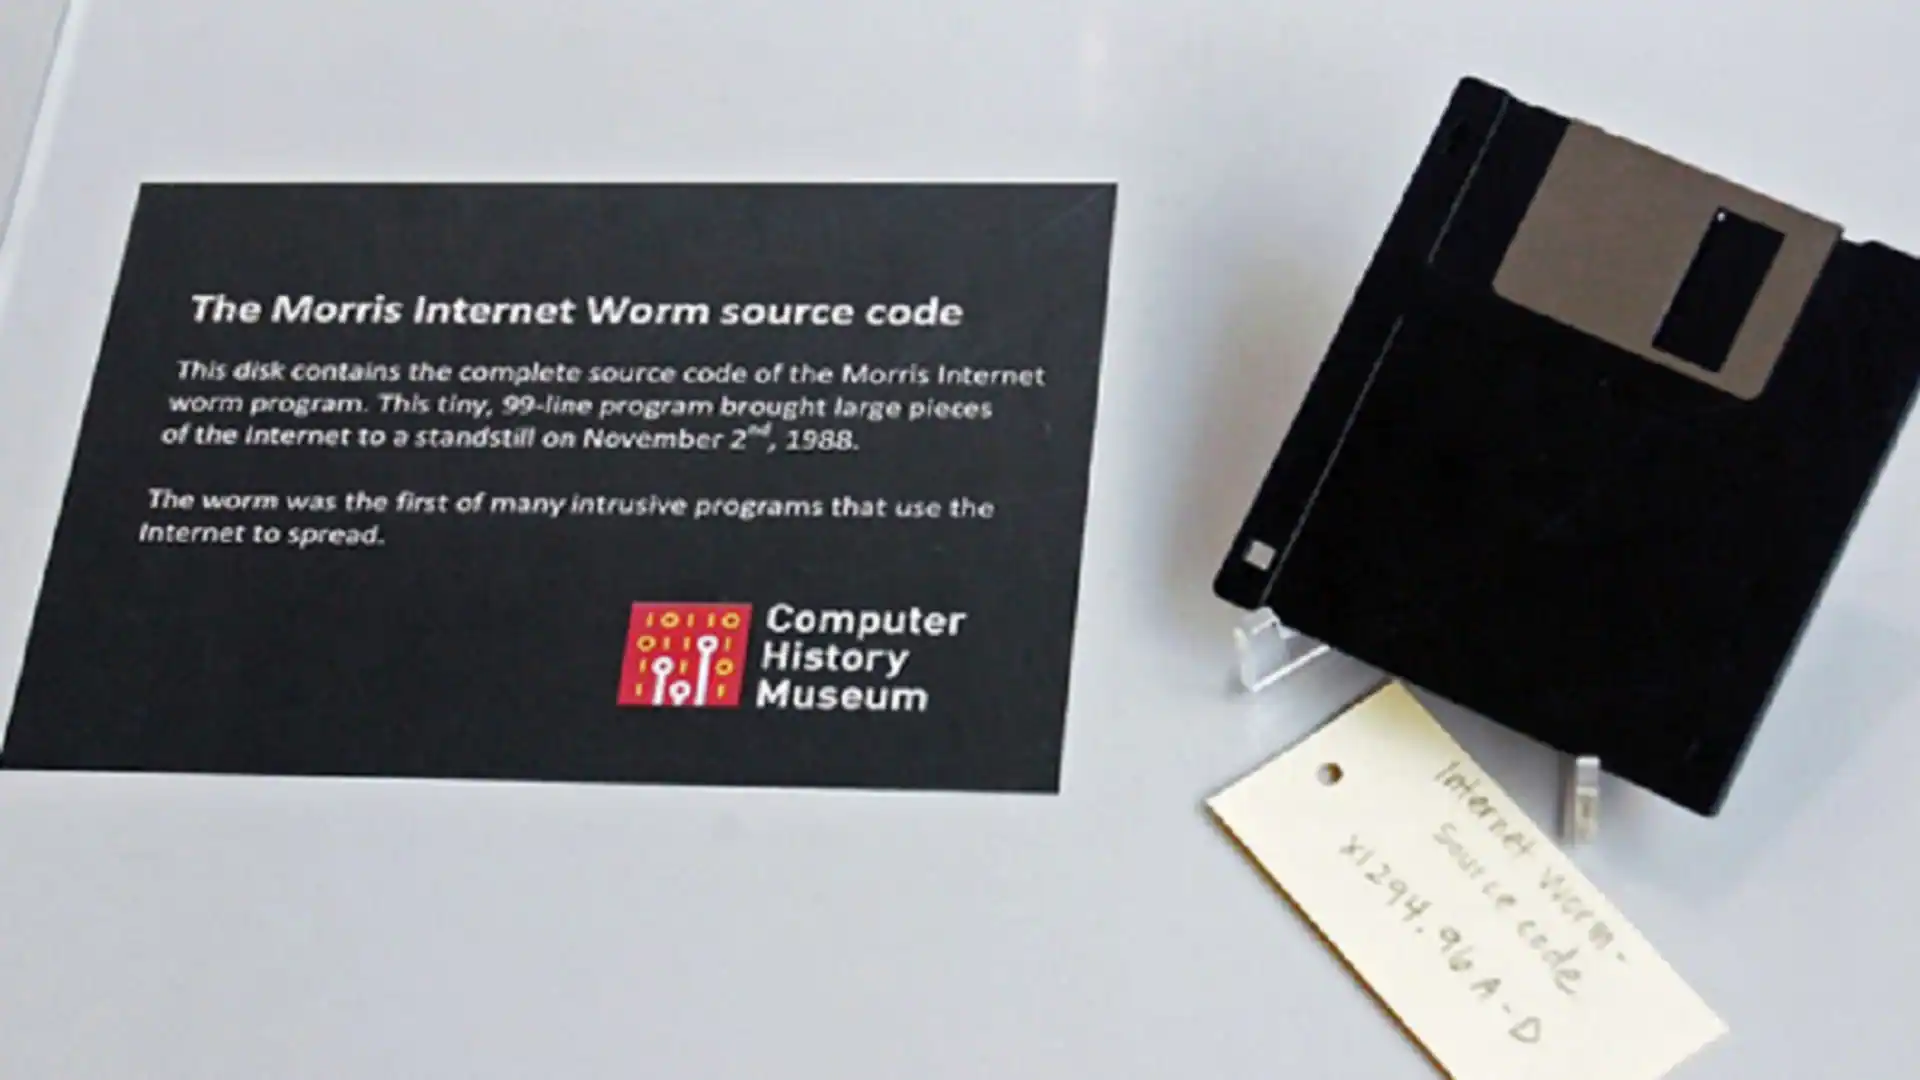 The Morris Internet Worm source code
This disk contains the complete source code of the Morris Internet
worm program. This tiny, 99-line program brought large pieces
of the Internet to a standstill on November 2nd, 1988.
The worm was the first of many intrusive programs that use the
Internet to spread.
10110
Computer
History
Museum
Internet Worm -
source code
X1294.96 A-D